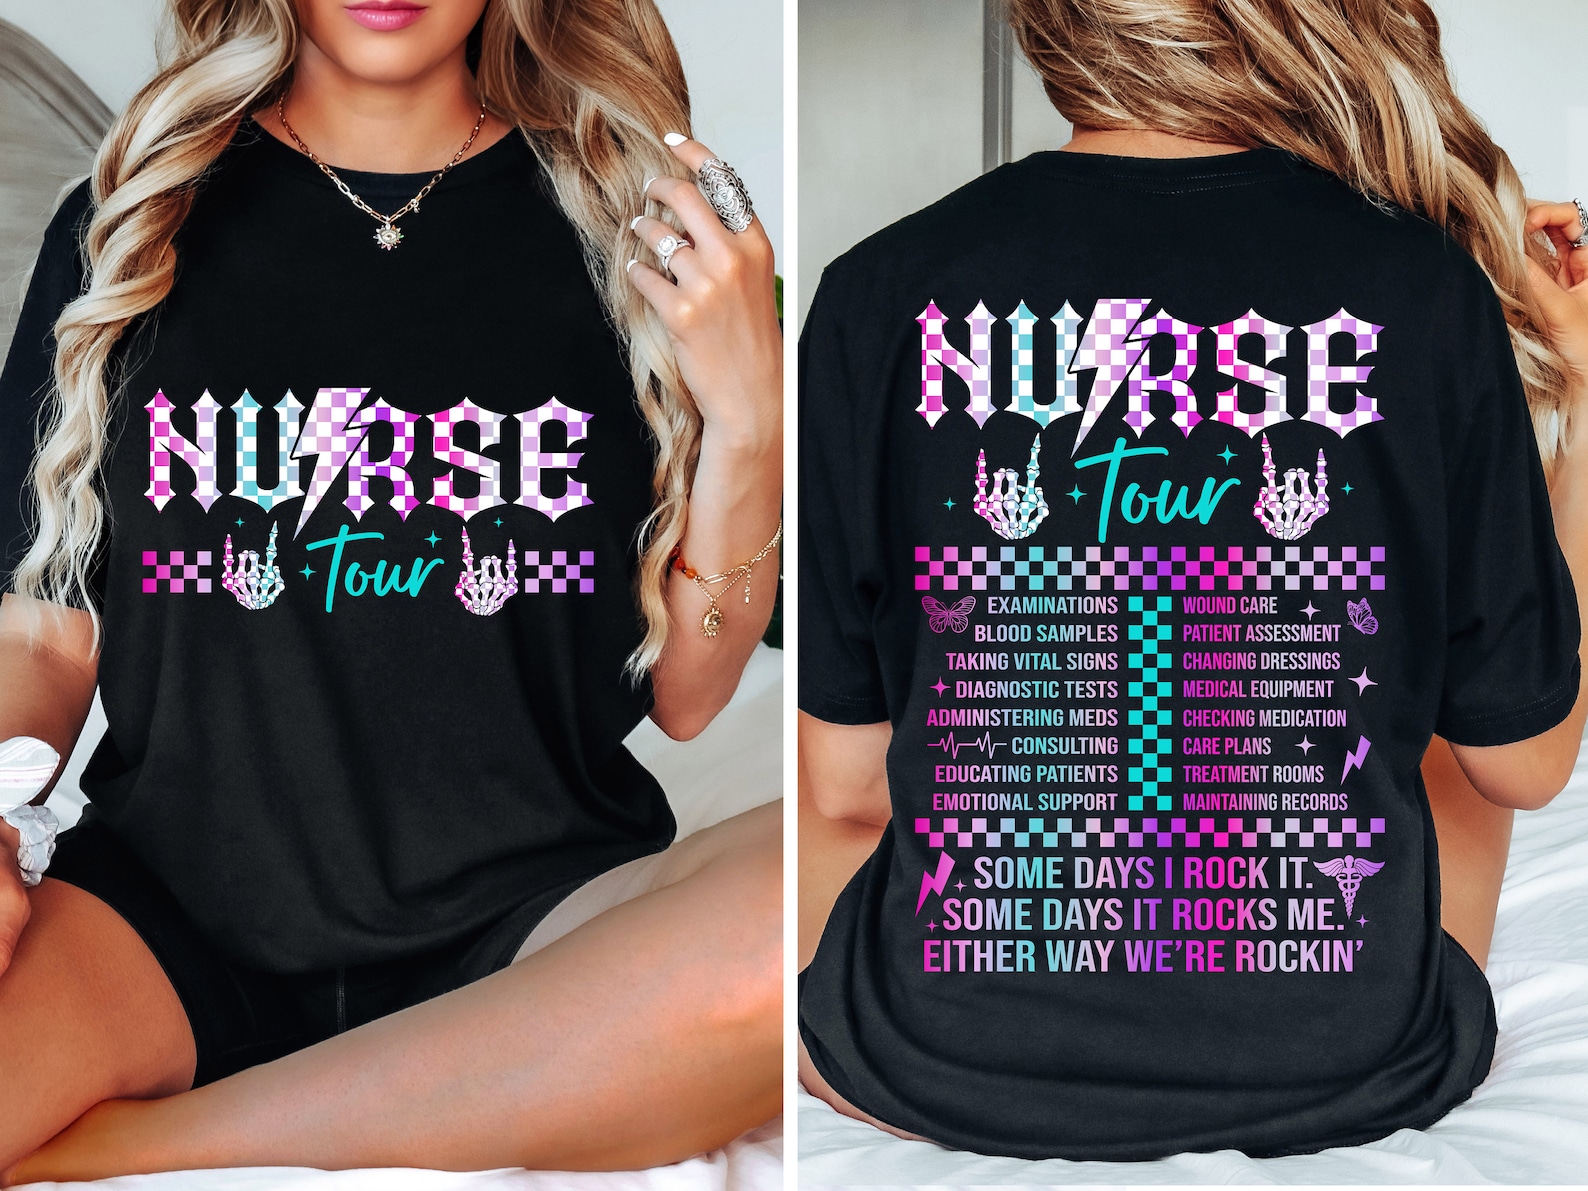 NURSE
Tour
NURSE
Tour
EXAMINATIONS
BLOOD SAMPLES
TAKING VITAL SIGNS
DIAGNOSTIC TESTS
ADMINISTERING MEDS
CONSULTING
EDUCATING PATIENTS
EMOTIONAL SUPPORT
WOUND CARE
PATIENT ASSESSMENT
CHANGING DRESSINGS
MEDICAL EQUIPMENT
CHECKING MEDICATION
CARE PLANS
TREATMENT ROOMS
MAINTAINING RECORDS
SOME DAYS I ROCK IT.
SOME DAYS IT ROCKS ME.
EITHER WAY WE'RE ROCKIN'